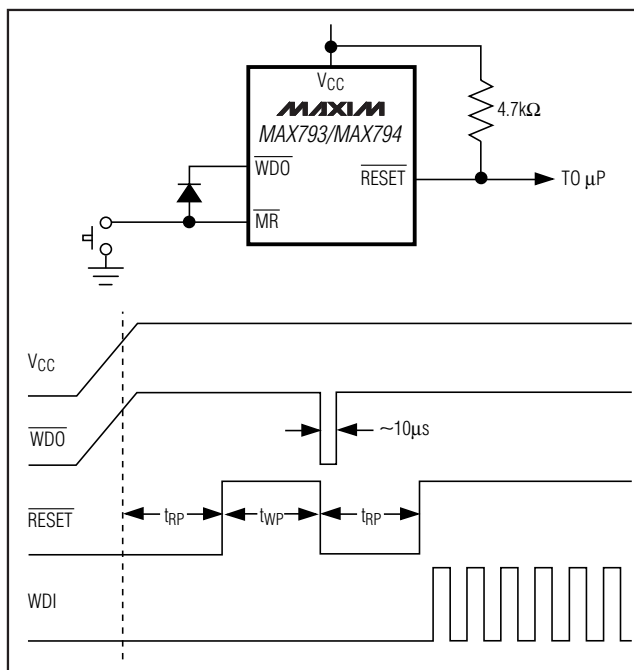 VCC
MAXIM
MAX793/MAX794
4.7kΩ
WDO
RESET
TO μP
MR
VCC
WDO
~10μs
RESET
tRP
tWP
tRP
WDI